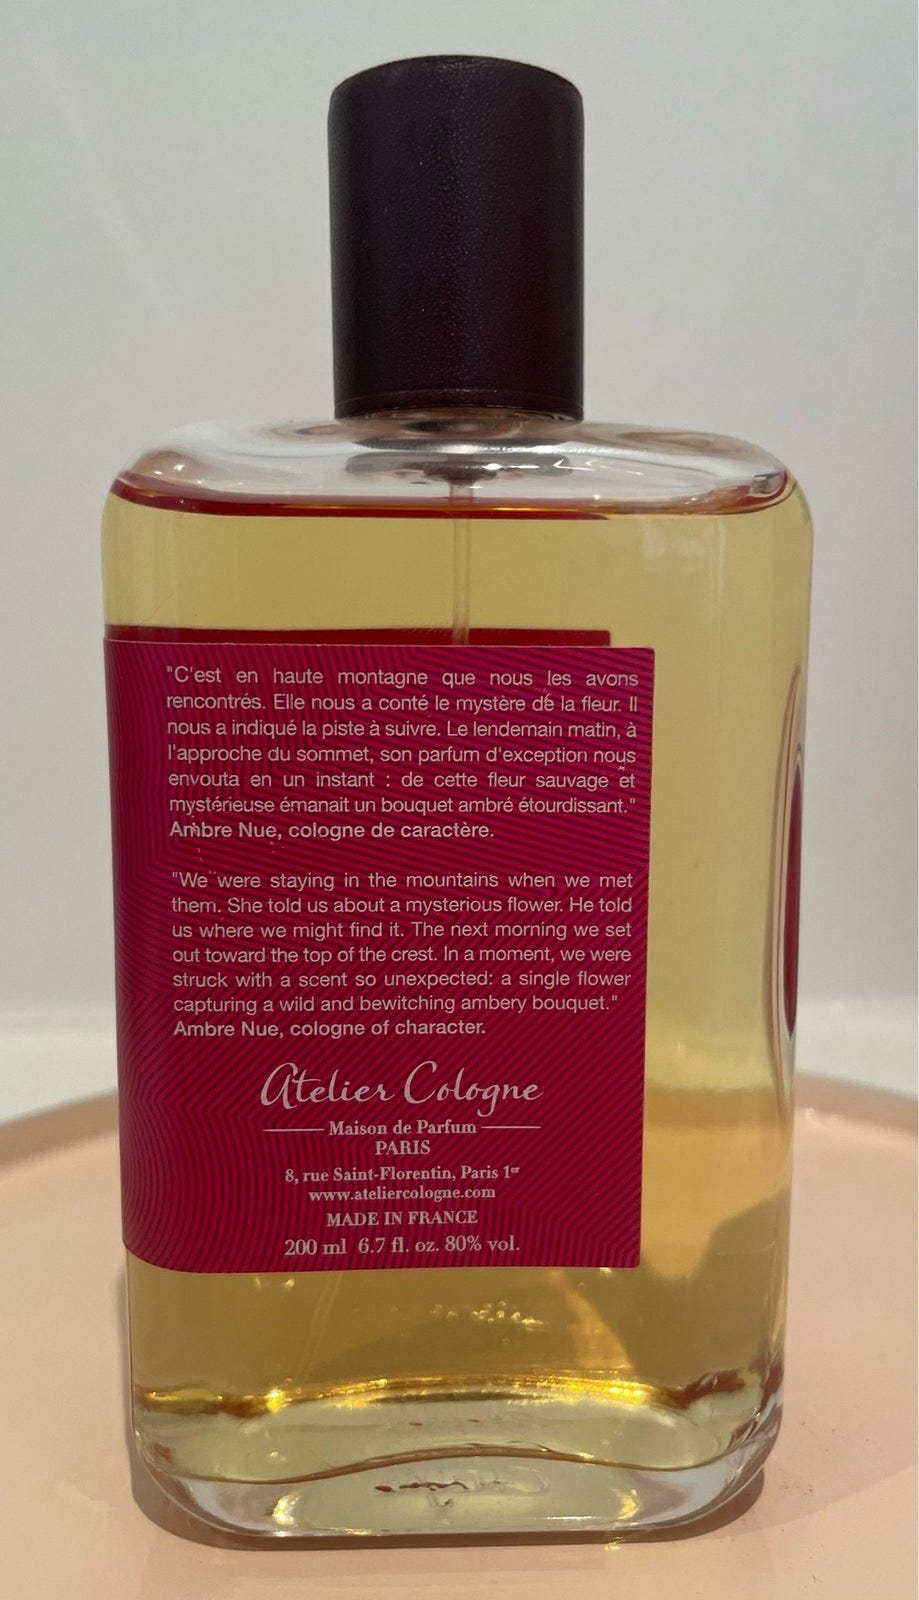 "C'est en haute montagne que nous les avons
rencontrés. Elle nous a conté le mystère de la fleur. Il
nous a indiqué la piste à suivre. Le lendemain matin, à
l'approche du sommet, son parfum d'exception nous
envouta en un instant : de cette fleur sauvage et
mystérieuse émanait un bouquet ambré étourdissant."
Ambre Nue, cologne de caractère.
"We were staying in the mountains when we met
them. She told us about a mysterious flower. He told
us where we might find it. The next morning we set
out toward the top of the crest. In a moment, we were
struck with a scent so unexpected: a single flower
capturing a wild and bewitching ambery bouquet."
Ambre Nue, cologne of character.
Atelier Cologne
Maison de Parfum
PARIS
8, rue Saint-Florentin, Paris 1er
www.ateliercologne.com
MADE IN FRANCE
200 ml 6.7 fl. oz. 80% vol.